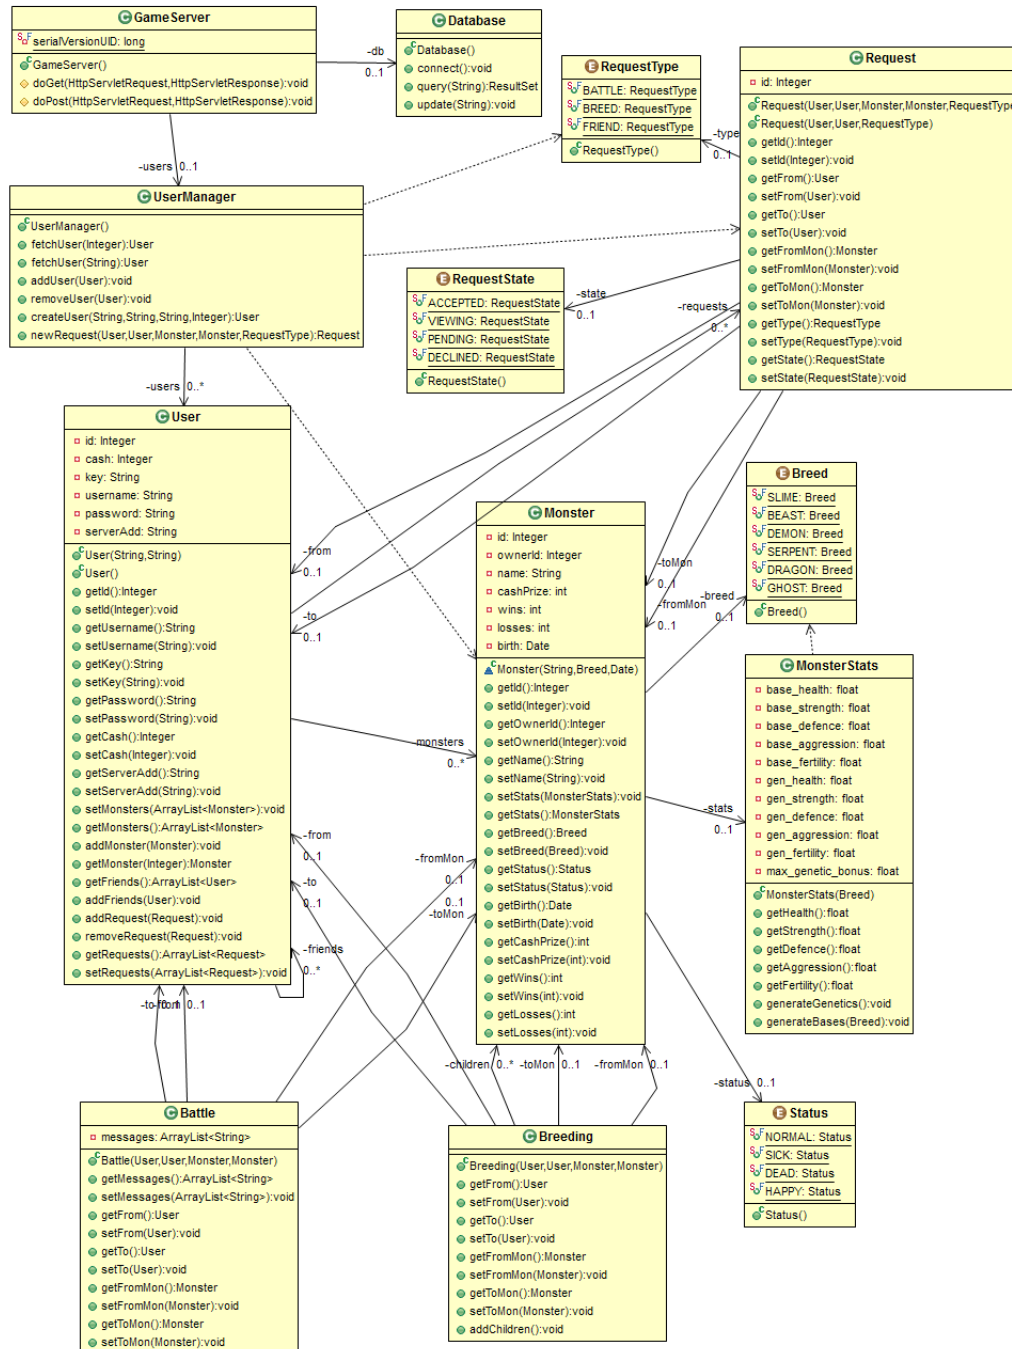 GameServer
serialVersionUID: long
GameServer()
doGet(HttpServletRequest,HttpServletResponse):void
doPost(HttpServletRequest,HttpServletResponse):void
-db
0..1
Database
Database()
connect():void
query(String):ResultSet
update(String):void
RequestType
BATTLE: RequestType
BREED: RequestType
FRIEND: RequestType
RequestType()
-type
0..1
Request
id: Integer
Request(User,User,Monster,Monster,RequestType
Request(User,User,RequestType)
getId():Integer
setId(Integer):void
getFrom():User
setFrom(User):void
getTo():User
setTo(User):void
getFromMon():Monster
setFromMon(Monster):void
getToMon():Monster
setToMon(Monster):void
getType():RequestType
setType(RequestType):void
getState():RequestState
setState(RequestState):void
-users 0..1
UserManager
UserManager()
fetchUser(Integer):User
fetchUser(String):User
addUser(User):void
removeUser(User):void
createUser(String,String,String,Integer):User
newRequest(User,User,Monster,Monster,RequestType):Request
RequestState
ACCEPTED: RequestState
VIEWING: RequestState
PENDING: RequestState
DECLINED: RequestState
RequestState()
-state
0..1
-requests
0..*
-users 0..*
User
id: Integer
cash: Integer
key: String
username: String
password: String
serverAdd: String
User(String,String)
User()
getId():Integer
setId(Integer):void
getUsername():String
setUsername(String):void
getKey():String
setKey(String):void
getPassword():String
setPassword(String):void
getCash():Integer
setCash(Integer):void
getServerAdd():String
setServerAdd(String):void
setMonsters(ArrayList<Monster>):void
getMonsters():ArrayList<Monster>
addMonster(Monster):void
getMonster(Integer):Monster
getFriends():ArrayList<User>
addFriends(User):void
addRequest(Request):void
removeRequest(Request):void
getRequests():ArrayList<Request>
setRequests(ArrayList<Request>):void
-from
0..1
-to
0..1
monsters
0..*
-from
0..1
-to
0..1
-friends
0..*
Monster
id: Integer
ownerId: Integer
name: String
cashPrize: int
wins: int
losses: int
birth: Date
Monster(String,Breed,Date)
getId():Integer
setId(Integer):void
getOwnerId():Integer
setOwnerId(Integer):void
getName():String
setName(String):void
setStats(MonsterStats):void
getStats():MonsterStats
getBreed():Breed
setBreed(Breed):void
getStatus():Status
setStatus(Status):void
getBirth():Date
setBirth(Date):void
getCashPrize():int
setCashPrize(int):void
getWins():int
setWins(int):void
getLosses():int
setLosses(int):void
-toMon
0..1
-fromMon
0..1
-breed
0..1
Breed
SLIME: Breed
BEAST: Breed
DEMON: Breed
SERPENT: Breed
DRAGON: Breed
GHOST: Breed
Breed()
-stats
0..1
MonsterStats
base_health: float
base_strength: float
base_defence: float
base_aggression: float
base_fertility: float
gen_health: float
gen_strength: float
gen_defence: float
gen_aggression: float
gen_fertility: float
max_genetic_bonus: float
MonsterStats(Breed)
getHealth():float
getStrength():float
getDefence():float
getAggression():float
getFertility():float
generateGenetics():void
generateBases(Breed):void
-fromMon
0..1
0..1
-toMon
-to
-from
0..1
-children 0..*
-toMon 0..1
-fromMon 0..1
-status 0..1
Battle
messages: ArrayList<String>
Battle(User,User,Monster,Monster)
getMessages():ArrayList<String>
setMessages(ArrayList<String>):void
getFrom():User
setFrom(User):void
getTo():User
setTo(User):void
getFromMon():Monster
setFromMon(Monster):void
getToMon():Monster
setToMon(Monster):void
Breeding
Breeding(User,User,Monster,Monster)
getFrom():User
setFrom(User):void
getTo():User
setTo(User):void
getFromMon():Monster
setFromMon(Monster):void
getToMon():Monster
setToMon(Monster):void
addChildren():void
Status
NORMAL: Status
SICK: Status
DEAD: Status
HAPPY: Status
Status()